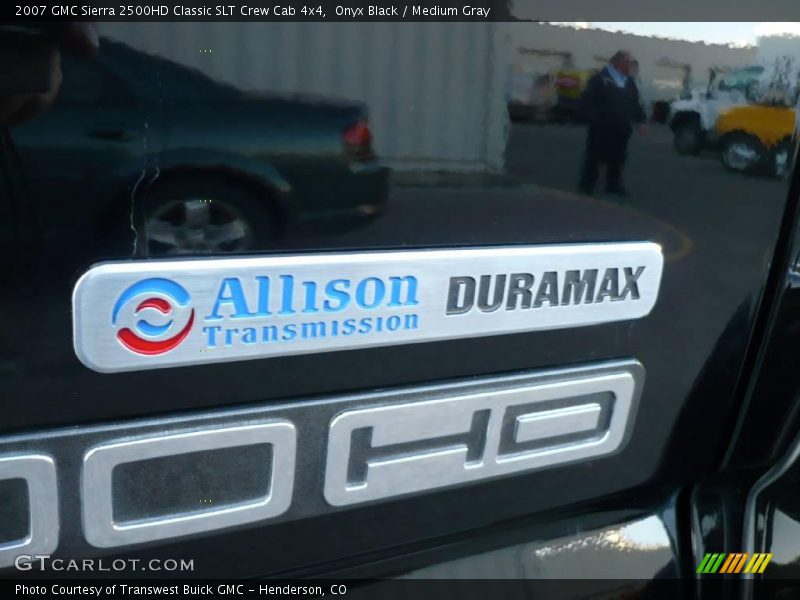 2007 GMC Sierra 2500HD Classic SLT Crew Cab 4x4,  Onyx Black / Medium Gray
Allison DURAMAX
Transmission
00HD
GTCARLOT.COM
Photo Courtesy of Transwest Buick GMC – Henderson, CO